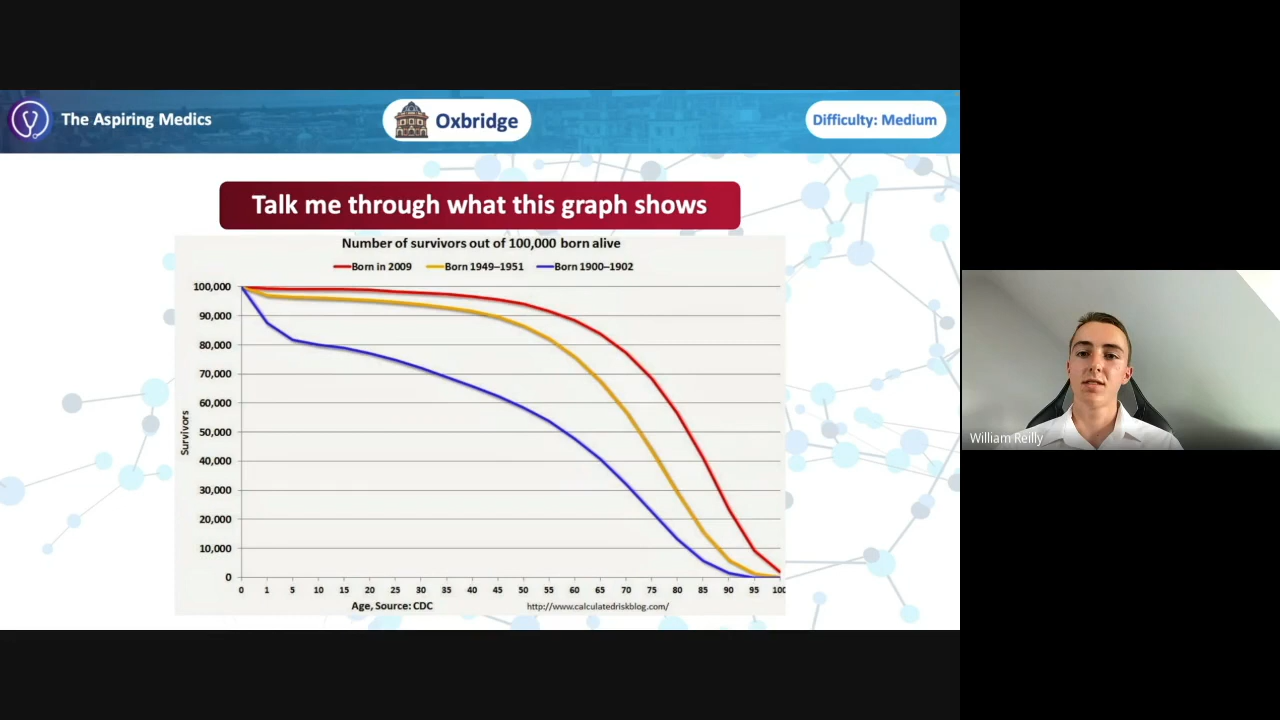 The Aspiring Medics
Oxbridge
Difficulty: Medium
Talk me through what this graph shows
Number of survivors out of 100,000 born alive
Born in 2009 Born 1949–1951 Born 1900–1902
100,000
90,000
80,000
70,000
60,000
50,000
40,000
30,000
20,000
10,000
0
Survivors
0 1 5 10 15 20 25 30 35 40 45 50 55 60 65 70 75 80 85 90 95 100
Age, Source: CDC
http://www.calculatedriskblog.com/
William Reilly